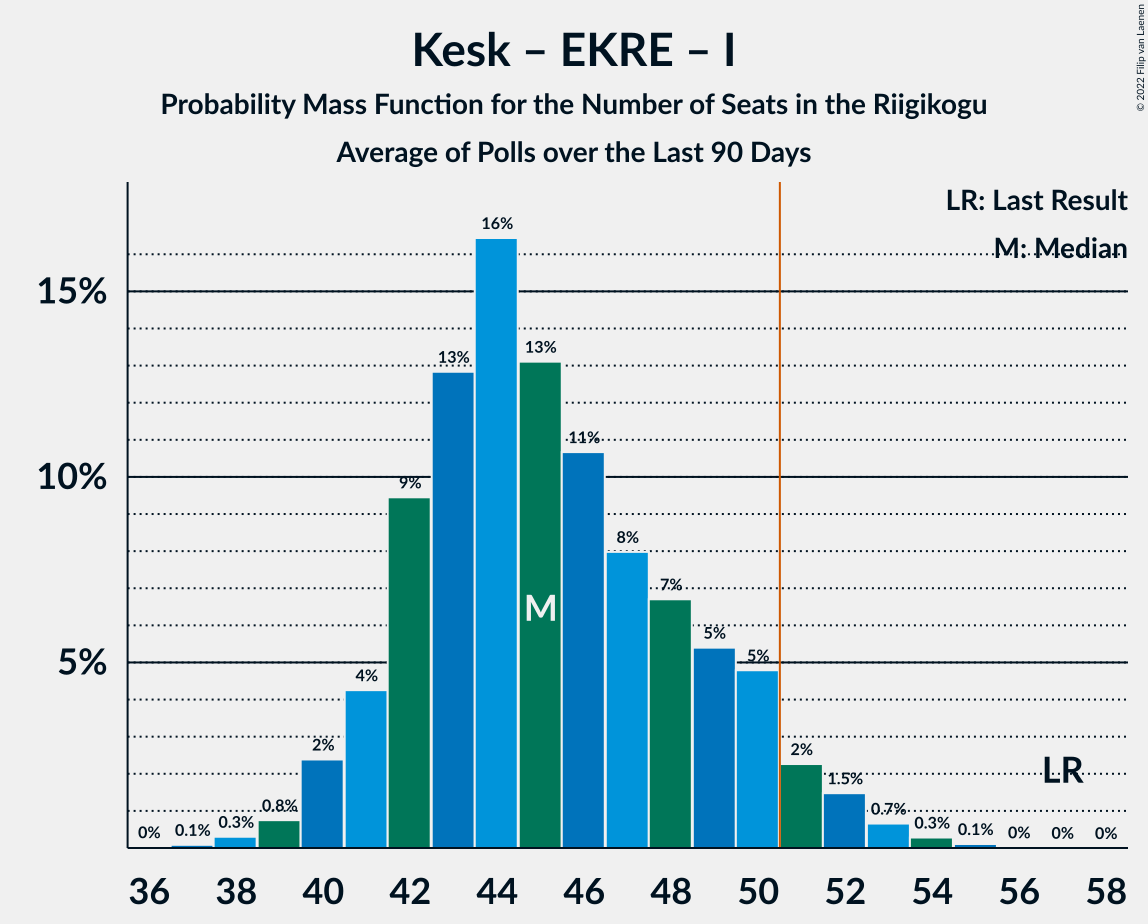 Kesk – EKRE – I
Probability Mass Function for the Number of Seats in the Riigikogu
Average of Polls over the Last 90 Days
© 2022 Filip van Laenen
LR: Last Result
M: Median
15%
10%
5%
0%
0.1%
0.3%
0.8%
2%
4%
9%
13%
16%
13%
11%
8%
7%
5%
5%
2%
1.5%
0.7%
0.3%
0.1%
0%
0%
0%
M
LR
36 38 40 42 44 46 48 50 52 54 56 58